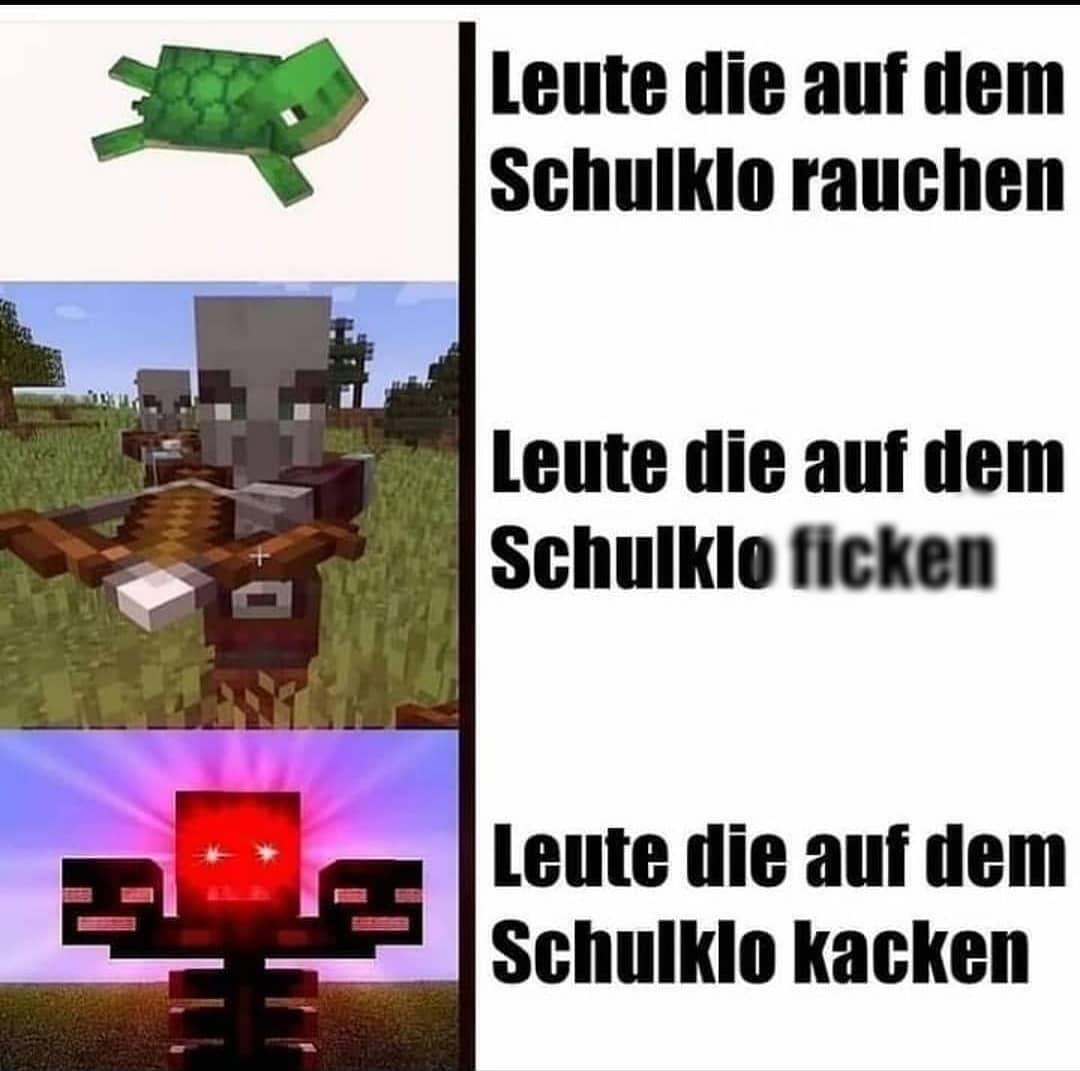 Leute die auf dem
Schulklo rauchen
Leute die auf dem
Schulklo ficken
Leute die auf dem
Schulklo kacken